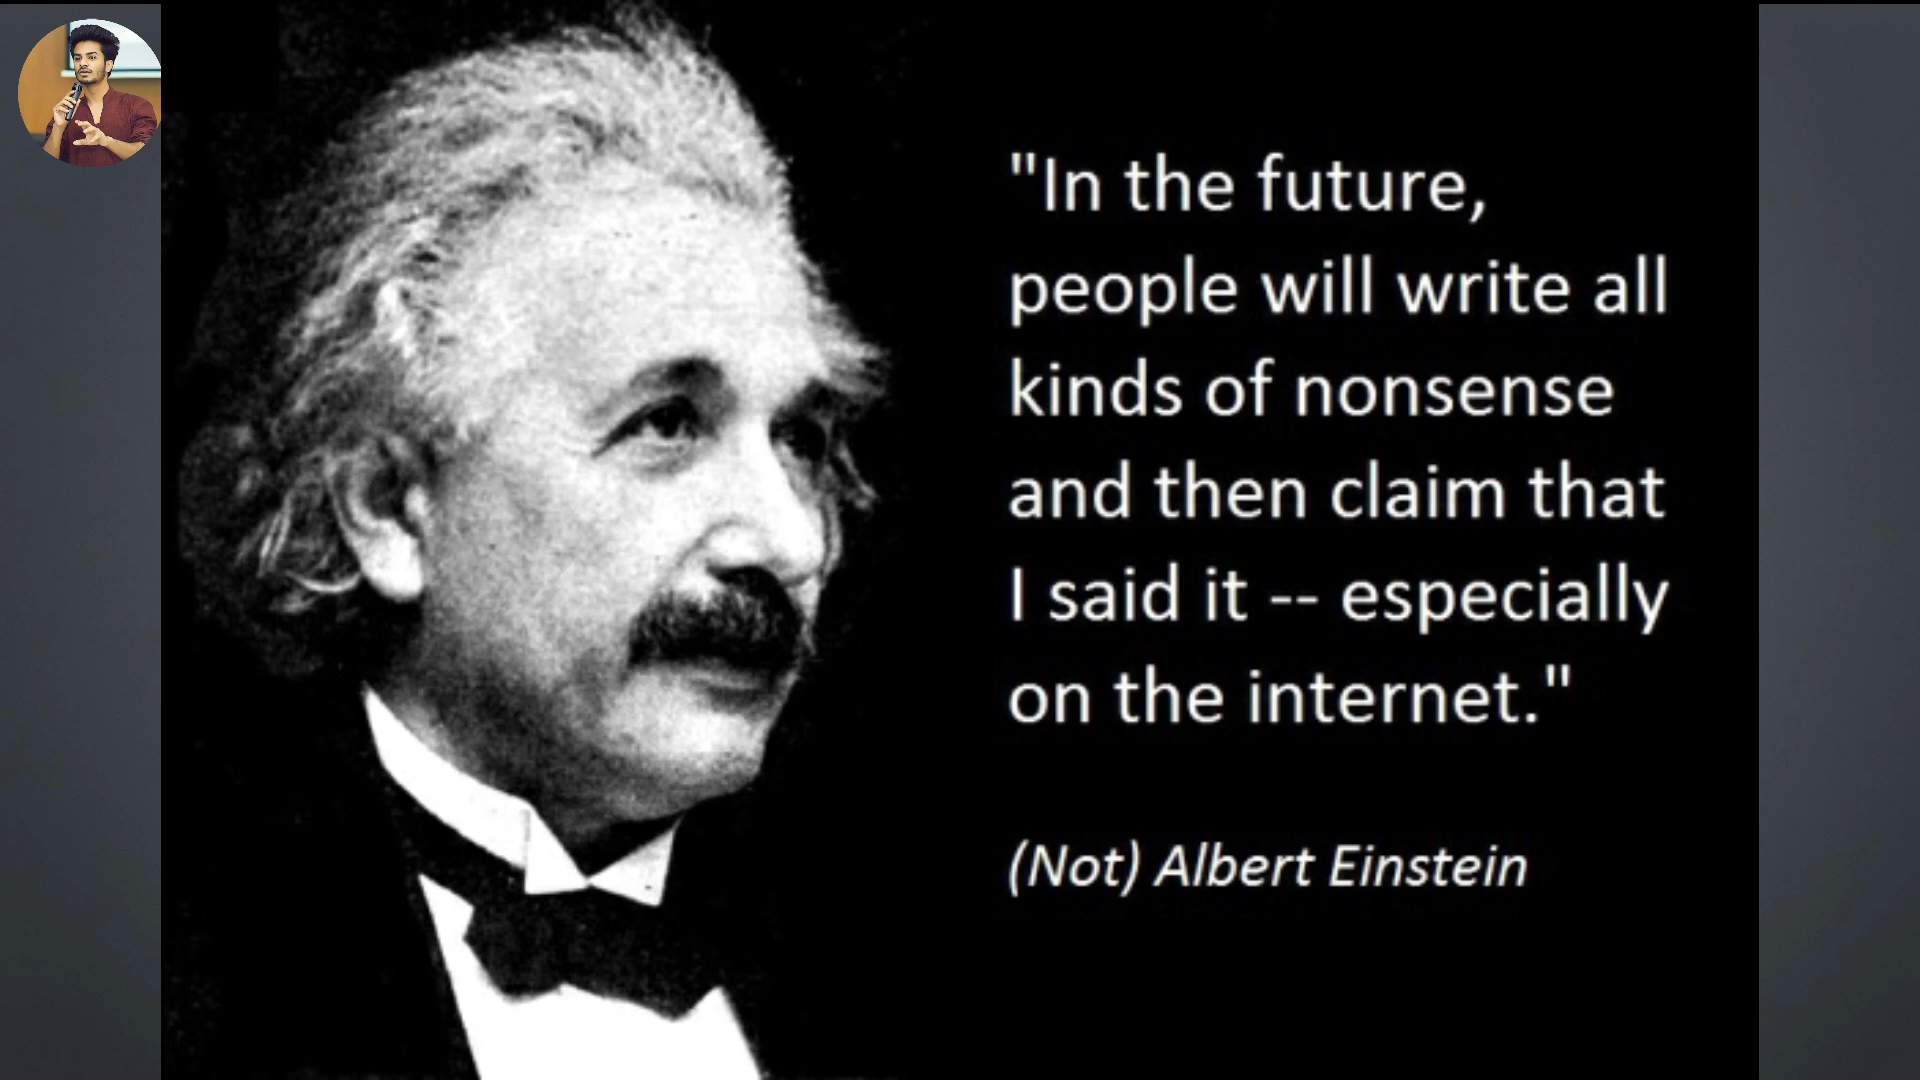 "In the future,
people will write all
kinds of nonsense
and then claim that
I said it -- especially
on the internet."
(Not) Albert Einstein